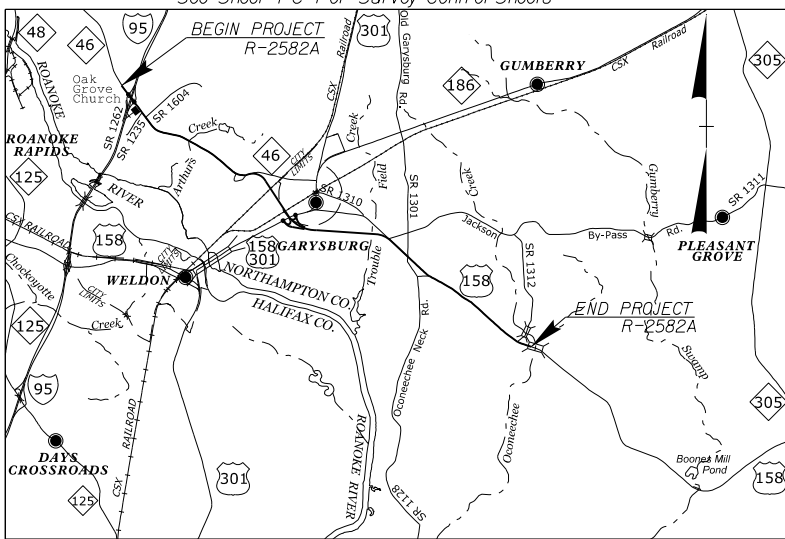 See Sheet 1-C For Survey Control Sheets
48
46
95
BEGIN PROJECT
R-2582A
301
Railroad
CSX
Old Garysburg Rd.
GUMBERRY
CSX Railroad
305
186
Oak
Grove
Church
ROANOKE
SR 1262
SR 1235
SR 1604
Creek
Arthur's
Creek
ROANOKE
RAPIDS
125
RIVER
46
CITY
LIMITS
SR 1310
Field
SR 1301
Creek
Gumberry
SR 1311
CSX RAILROAD
158
CITY
LIMITS
158
301
GARYSBURG
Jackson
By-Pass
Rd.
PLEASANT
GROVE
SR 1312
WELDON
NORTHAMPTON CO.
HALIFAX CO.
Trouble
158
Chockoyotte
CITY
LIMITS
Creek
125
END PROJECT
R-2582A
Oconeechee Neck Rd.
Swamp
95
RAILROAD
CSX
ROANOKE RIVER
Oconeechee
305
DAYS
CROSSROADS
125
301
SR 1128
Boones Mill
Pond
158